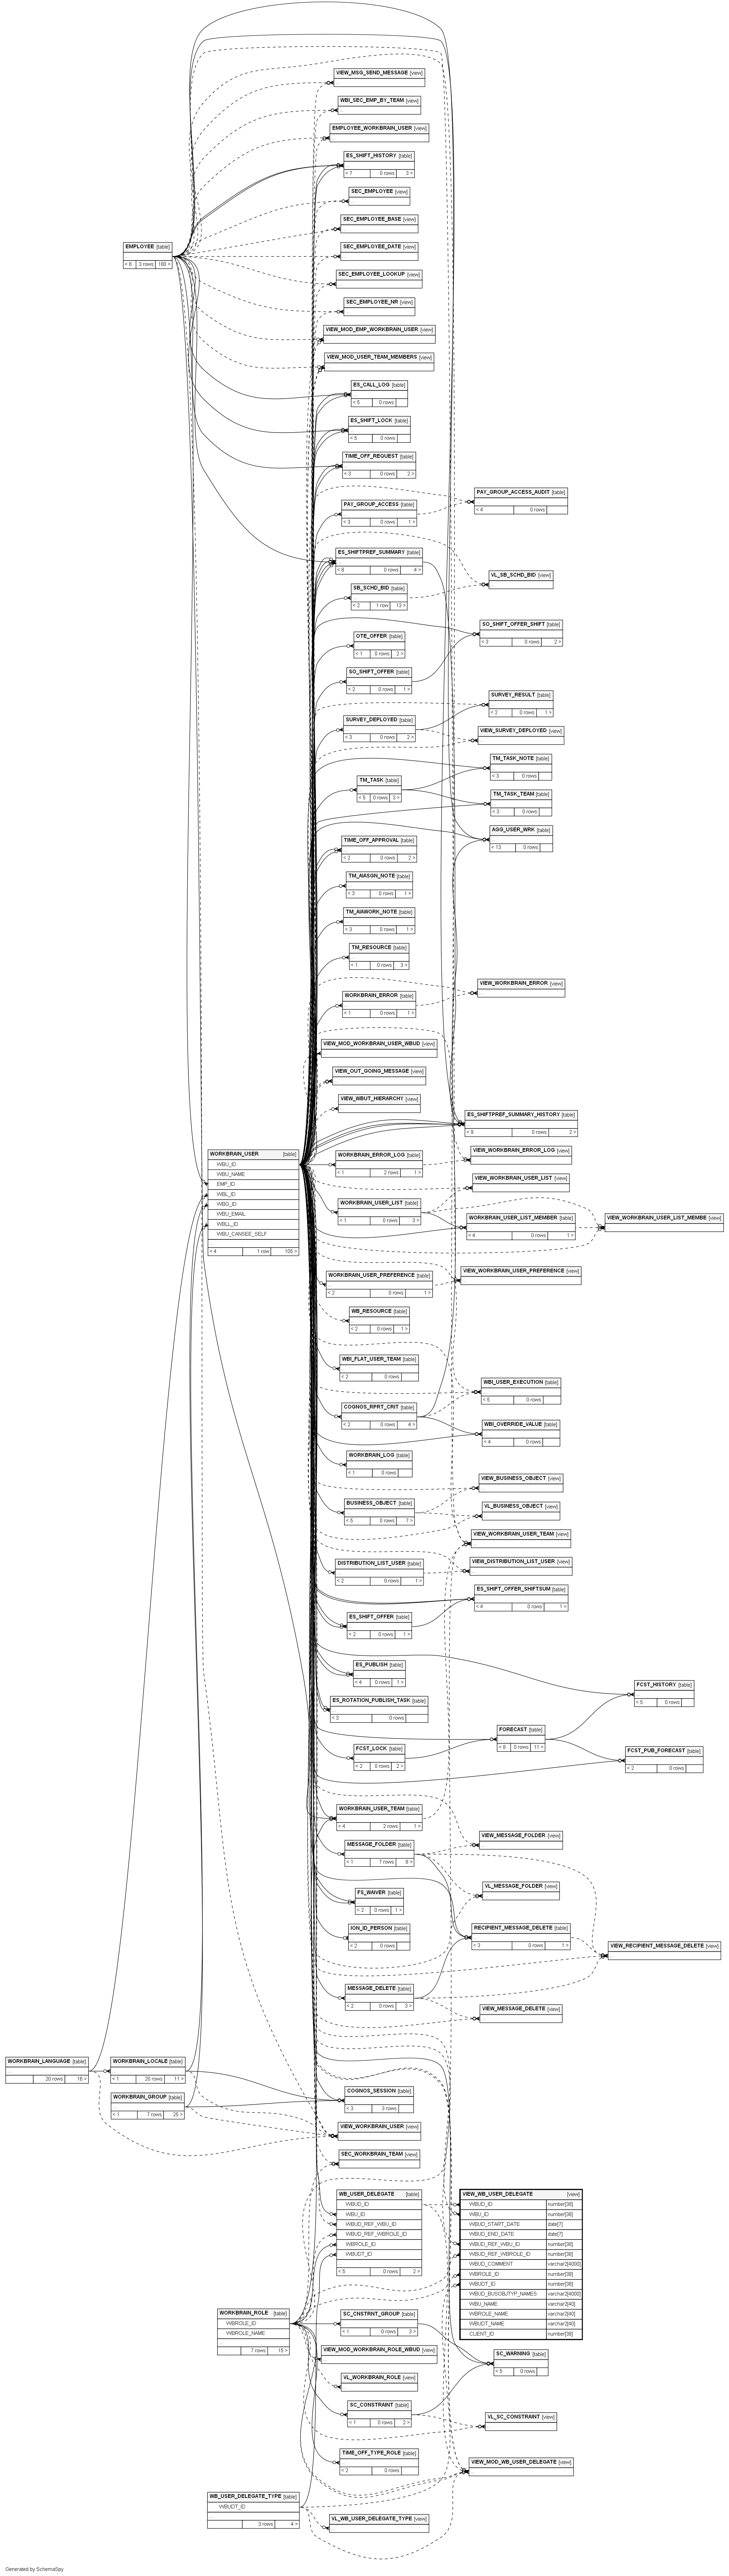 VIEW_MSG_SEND_MESSAGE [view]
WBI_SEC_EMP_BY_TEAM [view]
EMPLOYEE_WORKBRAIN_USER [view]
ES_SHIFT_HISTORY [table]
< 7 0 rows 3 >
SEC_EMPLOYEE [view]
SEC_EMPLOYEE_BASE [view]
EMPLOYEE [table]
< 6 3 rows 188 >
SEC_EMPLOYEE_DATE [view]
SEC_EMPLOYEE_LOOKUP [view]
SEC_EMPLOYEE_NR [view]
VIEW_MOD_EMP_WORKBRAIN_USER [view]
VIEW_MOD_USER_TEAM_MEMBERS [view]
ES_CALL_LOG [table]
< 5 0 rows
ES_SHIFT_LOCK [table]
< 5 0 rows
TIME_OFF_REQUEST [table]
< 3 0 rows 2 >
PAY_GROUP_ACCESS_AUDIT [table]
< 4 0 rows
PAY_GROUP_ACCESS [table]
< 3 0 rows 1 >
ES_SHIFTPREF_SUMMARY [table]
< 8 0 rows 4 >
VL_SB_SCHD_BID [view]
SB_SCHD_BID [table]
< 2 1 row 13 >
SO_SHIFT_OFFER_SHIFT [table]
< 3 0 rows 2 >
OTE_OFFER [table]
< 1 0 rows 2 >
SO_SHIFT_OFFER [table]
< 2 0 rows 1 >
SURVEY_RESULT [table]
< 2 0 rows 1 >
SURVEY_DEPLOYED [table]
< 3 0 rows 2 >
VIEW_SURVEY_DEPLOYED [view]
TM_TASK_NOTE [table]
< 3 0 rows
TM_TASK [table]
< 5 0 rows 3 >
TM_TASK_TEAM [table]
< 3 0 rows
AGG_USER_WRK [table]
< 13 0 rows
TIME_OFF_APPROVAL [table]
< 2 0 rows 2 >
TM_AIASGN_NOTE [table]
< 3 0 rows 1 >
TM_AIAWORK_NOTE [table]
< 3 0 rows 1 >
TM_RESOURCE [table]
< 1 0 rows 3 >
VIEW_WORKBRAIN_ERROR [view]
WORKBRAIN_ERROR [table]
< 1 0 rows 1 >
VIEW_MOD_WORKBRAIN_USER_WBUD [view]
VIEW_OUT_GOING_MESSAGE [view]
VIEW_WBUT_HIERARCHY [view]
ES_SHIFTPREF_SUMMARY_HISTORY [table]
< 8 0 rows 2 >
WORKBRAIN_USER [table]
WBU_ID
WBU_NAME
EMP_ID
WBL_ID
WBG_ID
WBU_EMAIL
WBLL_ID
WBU_CANSEE_SELF
< 4 1 row 105 >
WORKBRAIN_ERROR_LOG [table]
< 1 2 rows 1 >
VIEW_WORKBRAIN_ERROR_LOG [view]
VIEW_WORKBRAIN_USER_LIST [view]
WORKBRAIN_USER_LIST [table]
< 1 0 rows 3 >
WORKBRAIN_USER_LIST_MEMBER [table]
< 4 0 rows 1 >
VIEW_WORKBRAIN_USER_LIST_MEMBE [view]
WORKBRAIN_USER_PREFERENCE [table]
< 2 0 rows 1 >
VIEW_WORKBRAIN_USER_PREFERENCE [view]
WB_RESOURCE [table]
< 2 0 rows 1 >
WBI_FLAT_USER_TEAM [table]
< 2 0 rows
WBI_USER_EXECUTION [table]
< 5 0 rows
COGNOS_RPRT_CRIT [table]
< 2 0 rows 4 >
WBI_OVERRIDE_VALUE [table]
< 4 0 rows
WORKBRAIN_LOG [table]
< 1 0 rows
VIEW_BUSINESS_OBJECT [view]
BUSINESS_OBJECT [table]
< 5 0 rows 7 >
VL_BUSINESS_OBJECT [view]
VIEW_WORKBRAIN_USER_TEAM [view]
DISTRIBUTION_LIST_USER [table]
< 2 0 rows 1 >
VIEW_DISTRIBUTION_LIST_USER [view]
ES_SHIFT_OFFER_SHIFTSUM [table]
< 4 0 rows 1 >
ES_SHIFT_OFFER [table]
< 2 0 rows 1 >
ES_PUBLISH [table]
< 4 0 rows 1 >
FCST_HISTORY [table]
< 5 0 rows
ES_ROTATION_PUBLISH_TASK [table]
< 3 0 rows
FORECAST [table]
< 8 0 rows 11 >
FCST_LOCK [table]
< 2 0 rows 2 >
FCST_PUB_FORECAST [table]
< 2 0 rows
WORKBRAIN_USER_TEAM [table]
< 4 2 rows 1 >
VIEW_MESSAGE_FOLDER [view]
MESSAGE_FOLDER [table]
< 1 7 rows 8 >
VL_MESSAGE_FOLDER [view]
FS_WAIVER [table]
< 2 0 rows 1 >
ION_ID_PERSON [table]
< 2 0 rows
RECIPIENT_MESSAGE_DELETE [table]
< 3 0 rows 1 >
VIEW_RECIPIENT_MESSAGE_DELETE [view]
MESSAGE_DELETE [table]
< 2 0 rows 3 >
VIEW_MESSAGE_DELETE [view]
WORKBRAIN_LANGUAGE [table]
20 rows 18 >
WORKBRAIN_LOCALE [table]
< 1 20 rows 11 >
WORKBRAIN_GROUP [table]
< 1 7 rows 25 >
COGNOS_SESSION [table]
< 3 3 rows
VIEW_WORKBRAIN_USER [view]
SEC_WORKBRAIN_TEAM [view]
WB_USER_DELEGATE [table]
WBUD_ID
WBU_ID
WBUD_REF_WBU_ID
WBUD_REF_WBROLE_ID
WBROLE_ID
WBUDT_ID
< 5 0 rows 2 >
VIEW_WB_USER_DELEGATE [view]
WBUD_ID number[38]
WBU_ID number[38]
WBUD_START_DATE date[7]
WBUD_END_DATE date[7]
WBUD_REF_WBU_ID number[38]
WBUD_REF_WBROLE_ID number[38]
WBUD_COMMENT varchar2[4000]
WBROLE_ID number[38]
WBUDT_ID number[38]
WBUD_BUSOBJTYP_NAMES varchar2[4000]
WBU_NAME varchar2[40]
WBROLE_NAME varchar2[40]
WBUDT_NAME varchar2[40]
CLIENT_ID number[38]
WORKBRAIN_ROLE [table]
WBROLE_ID
WBROLE_NAME
7 rows 15 >
SC_CNSTRNT_GROUP [table]
< 1 0 rows 3 >
VIEW_MOD_WORKBRAIN_ROLE_WBUD [view]
SC_WARNING [table]
< 5 0 rows
VL_WORKBRAIN_ROLE [view]
SC_CONSTRAINT [table]
< 1 0 rows 2 >
VL_SC_CONSTRAINT [view]
TIME_OFF_TYPE_ROLE [table]
< 2 0 rows
VIEW_MOD_WB_USER_DELEGATE [view]
WB_USER_DELEGATE_TYPE [table]
WBUDT_ID
3 rows 4 >
VL_WB_USER_DELEGATE_TYPE [view]
Generated by SchemaSpy